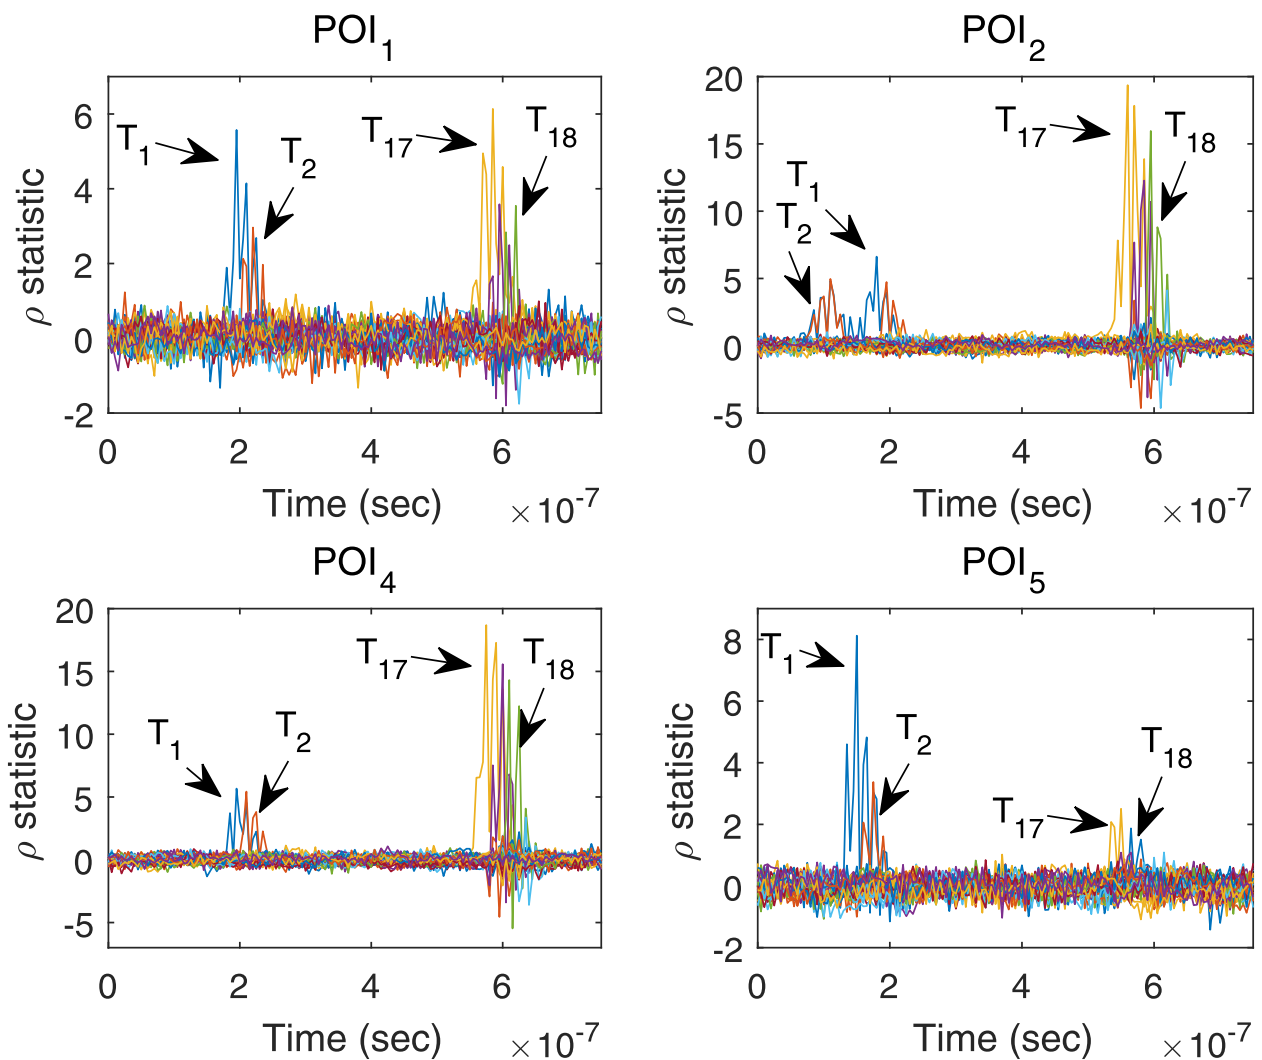 POI1
ρ statistic
6
4
2
0
-2
T1
T2
T17
T18
0 2 4 6
Time (sec)
×10-7
POI2
ρ statistic
20
15
10
5
0
-5
T1
T2
T17
T18
0 2 4 6
Time (sec)
×10-7
POI4
ρ statistic
20
15
10
5
0
-5
T1
T2
T17
T18
0 2 4 6
Time (sec)
×10-7
POI5
ρ statistic
8
6
4
2
0
-2
T1
T2
T17
T18
0 2 4 6
Time (sec)
×10-7